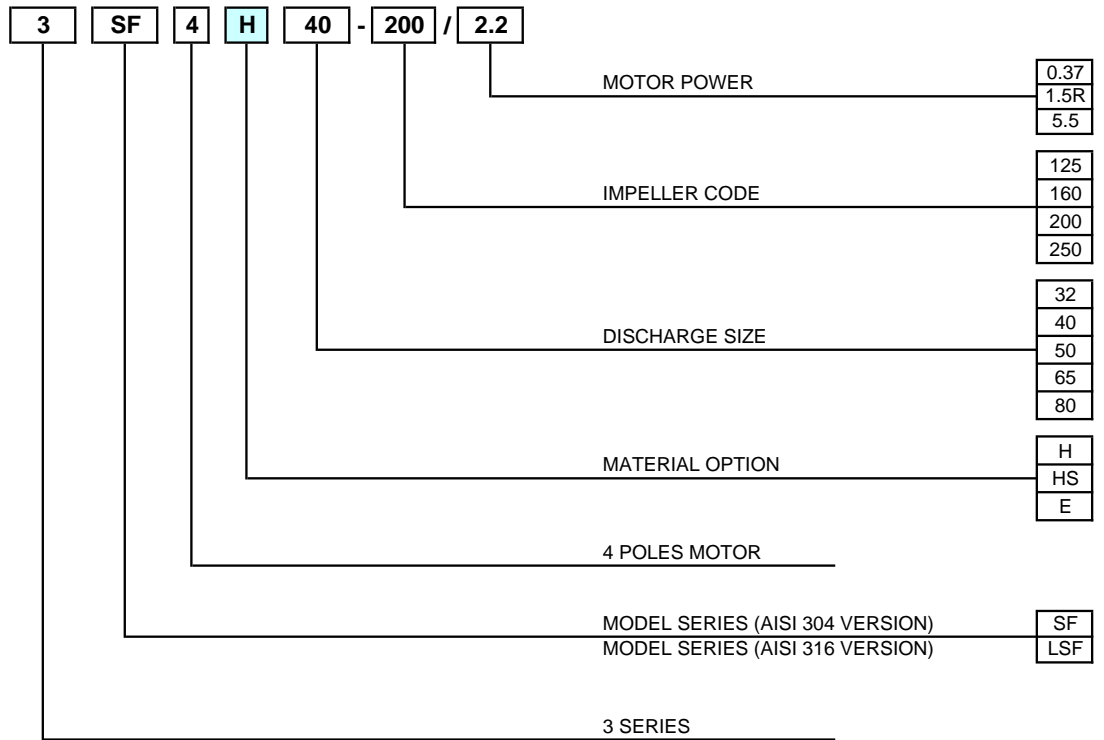 3 SF 4 H 40 - 200 / 2.2
0.37
MOTOR POWER
1.5R
5.5
125
IMPELLER CODE 160
200
250
32
40
DISCHARGE SIZE
50
65
80
H
MATERIAL OPTION
HS
E
4 POLES MOTOR
MODEL SERIES (AISI 304 VERSION) SF
MODEL SERIES (AISI 316 VERSION) LSF
3 SERIES